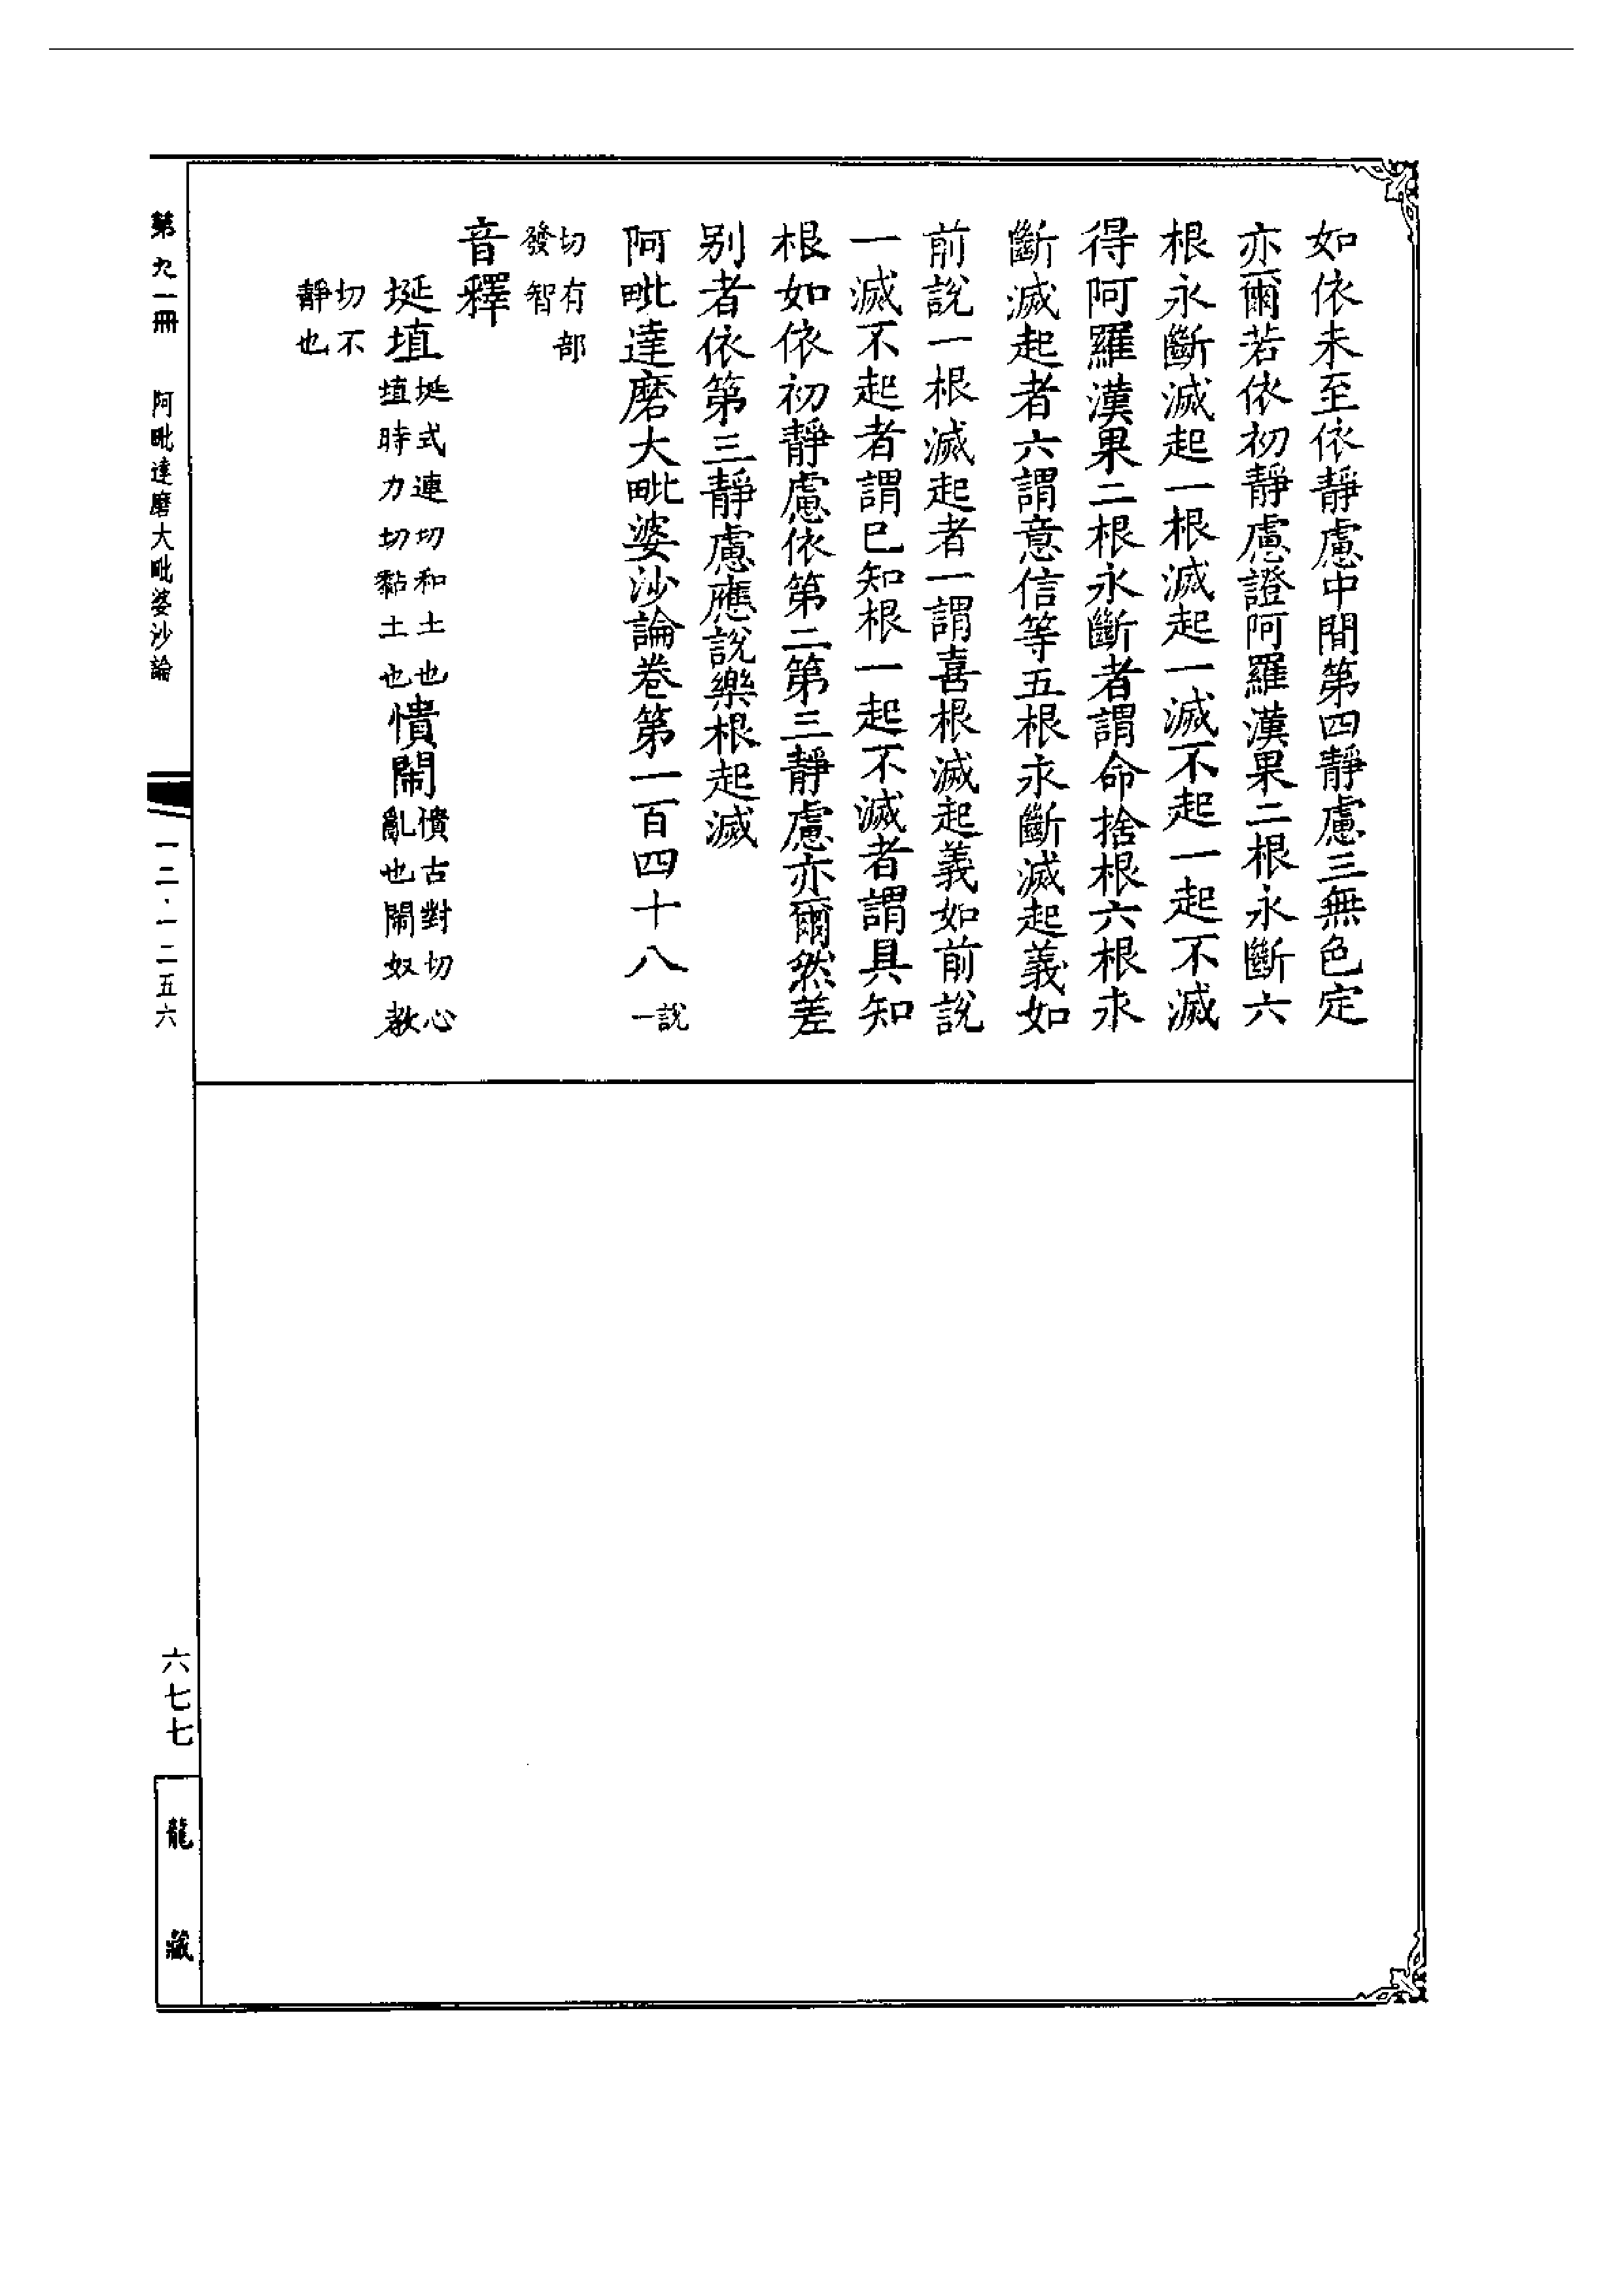 如依未至依靜慮中間第四靜慮三無色定
亦爾若依初靜慮證阿羅漢果二根永斷六
根永斷滅起一根滅起一滅不起一起不滅
得阿羅漢果二根永斷者謂命捨根六根永
斷滅起者六謂意信等五根永斷滅起義如
前說一根滅起者一謂喜根滅起義如前說
一滅不起者謂已知根一起不滅者謂具知
根如依初靜慮依第二第三靜慮亦爾然差
別者依第三靜慮應說樂根起滅
阿毗達磨大毗婆沙論卷第一百四十八說一
切有部
發智
音釋
埏埴埏式連切和土也
埴時力切黏土也憒鬧憒古對切心
亂也鬧奴教
切不
靜也
第九一冊 阿毗達磨大毗婆沙論
一二·一二五六
六七七
龍藏